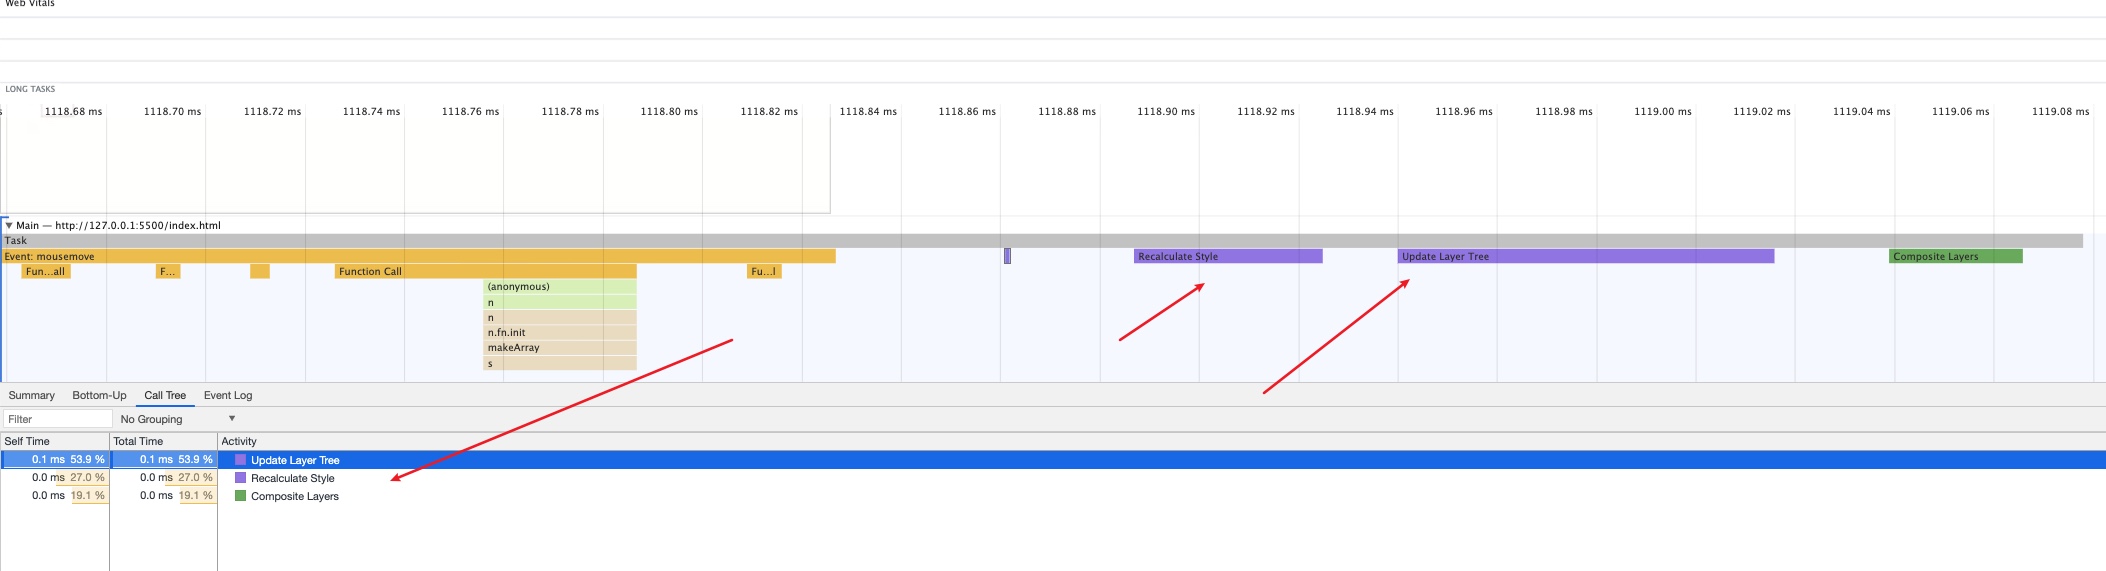 Web Vitals
LONG TASKS
s 1118.68 ms 1118.70 ms 1118.72 ms 1118.74 ms 1118.76 ms 1118.78 ms 1118.80 ms 1118.82 ms 1118.84 ms 1118.86 ms 1118.88 ms 1118.90 ms 1118.92 ms 1118.94 ms 1118.96 ms 1118.98 ms 1119.00 ms 1119.02 ms 1119.04 ms 1119.06 ms 1119.08 ms
Main — http://127.0.0.1:5500/index.html
Task
Event: mousemove Recalculate Style Update Layer Tree Composite Layers
Fun...all F... Function Call Fu...l
(anonymous)
n
n
n.fn.init
makeArray
s
Summary Bottom-Up Call Tree Event Log
Filter No Grouping
Self Time Total Time Activity
0.1 ms 53.9 % 0.1 ms 53.9 % Update Layer Tree
0.0 ms 27.0 % 0.0 ms 27.0 % Recalculate Style
0.0 ms 19.1 % 0.0 ms 19.1 % Composite Layers